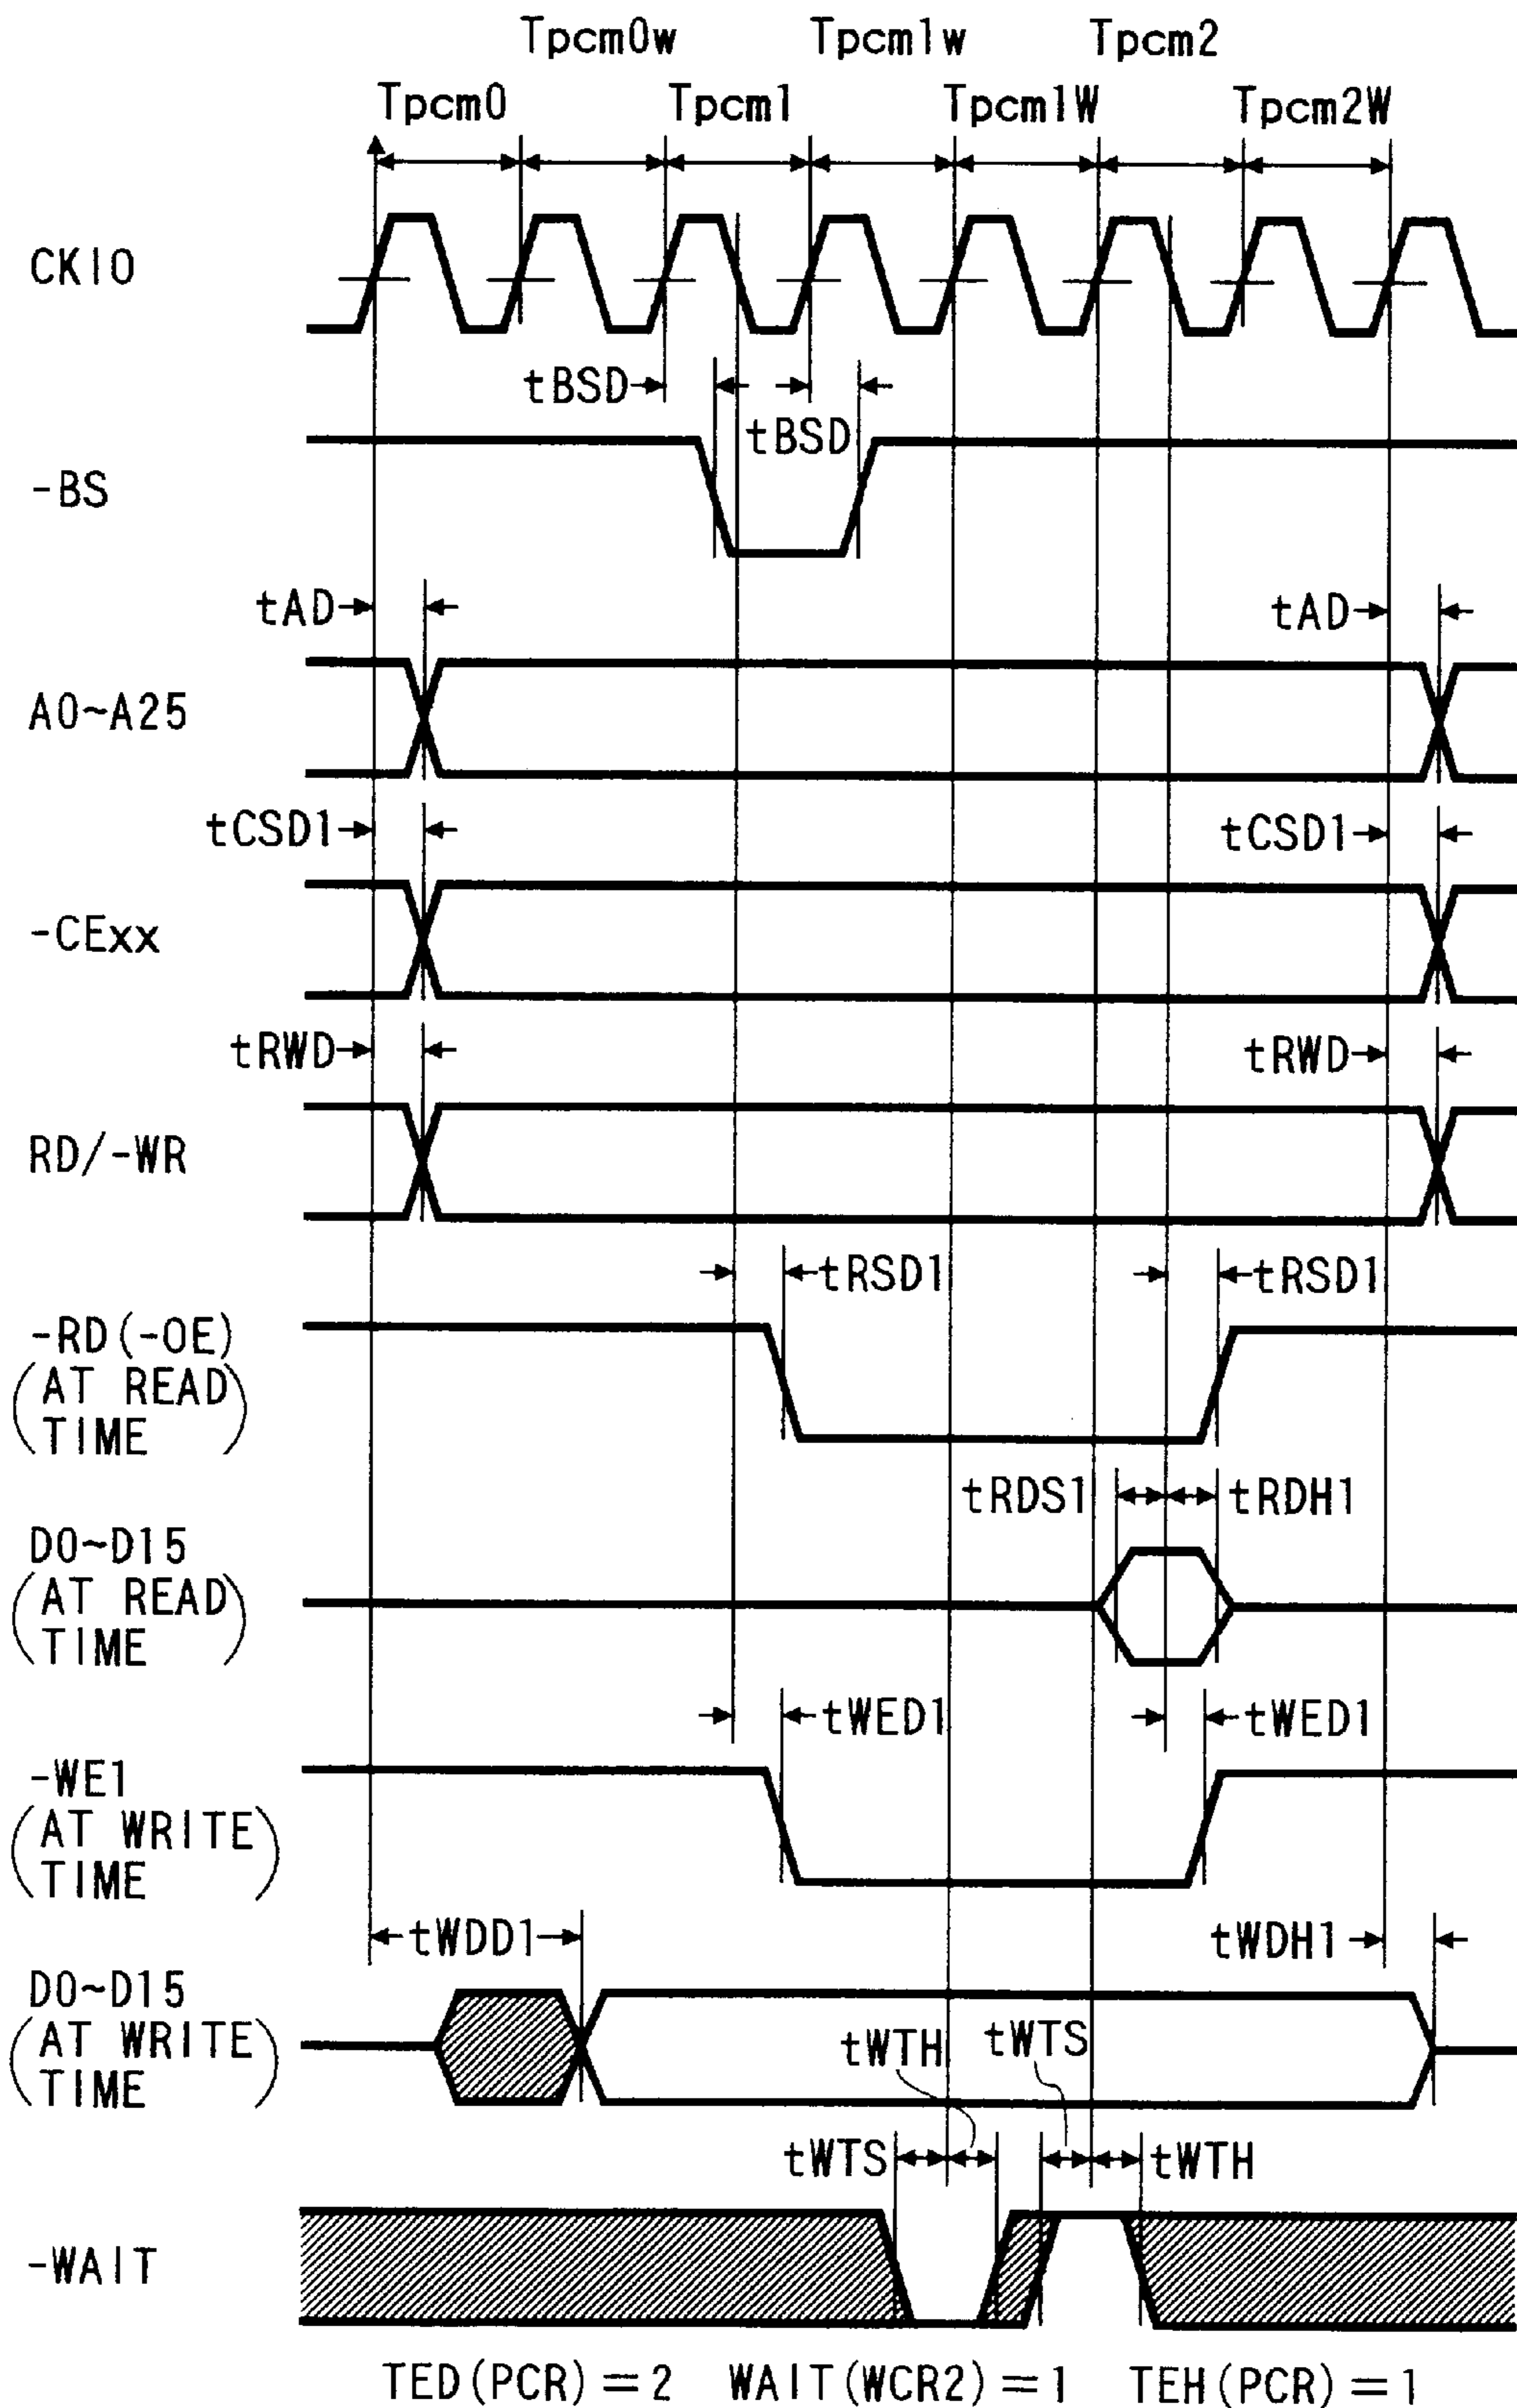 Tpcm0w Tpcm1w Tpcm2
Tpcm0 Tpcm1 Tpcm1W Tpcm2W
CKIO
tBSD
tBSD
-BS
tAD tAD
A0~A25
tCSD1 tCSD1
-CExx
tRWD tRWD
RD/-WR
tRSD1 tRSD1
-RD(-OE)
(AT READ
TIME)
tRDS1 tRDH1
D0~D15
(AT READ
TIME)
tWED1 tWED1
-WE1
(AT WRITE
TIME)
tWDD1 tWDH1
D0~D15
(AT WRITE
TIME)
tWTH tWTS
tWTS tWTH
-WAIT
TED(PCR)=2 WAIT(WCR2)=1 TEH(PCR)=1